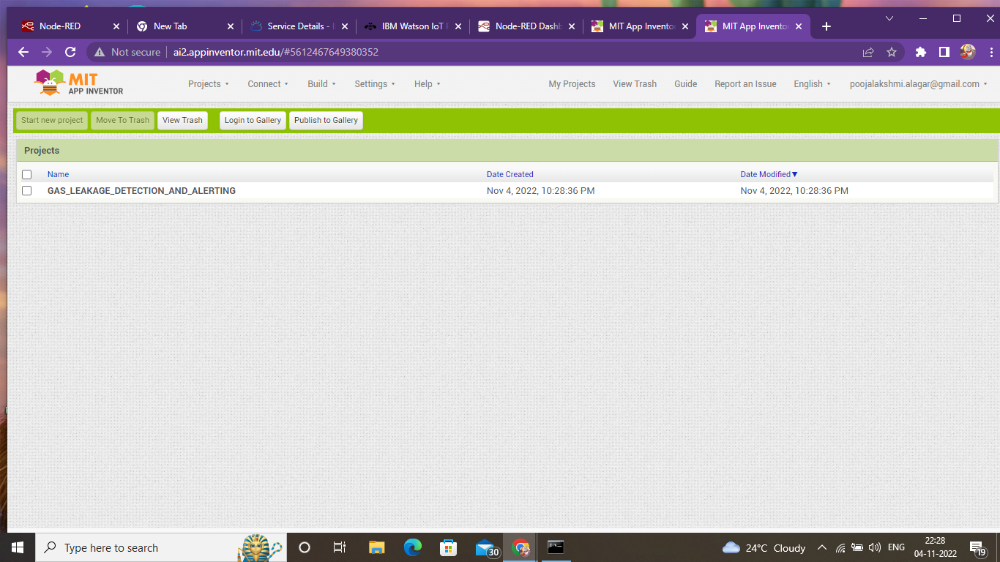 Node-RED
New Tab
Service Details -
IBM Watson IoT
Node-RED Dashb
MIT App Invento
MIT App Inventor
Not secure ai2.appinventor.mit.edu/#5612467649380352
MIT
APP INVENTOR
Projects
Connect
Build
Settings
Help
My Projects
View Trash
Guide
Report an Issue
English
poojalakshmi.alagar@gmail.com
Start new project
Move To Trash
View Trash
Login to Gallery
Publish to Gallery
Projects
Name Date Created Date Modified
GAS_LEAKAGE_DETECTION_AND_ALERTING Nov 4, 2022, 10:28:36 PM Nov 4, 2022, 10:28:36 PM
Type here to search
30
24°C Cloudy
ENG
22:28
04-11-2022
19